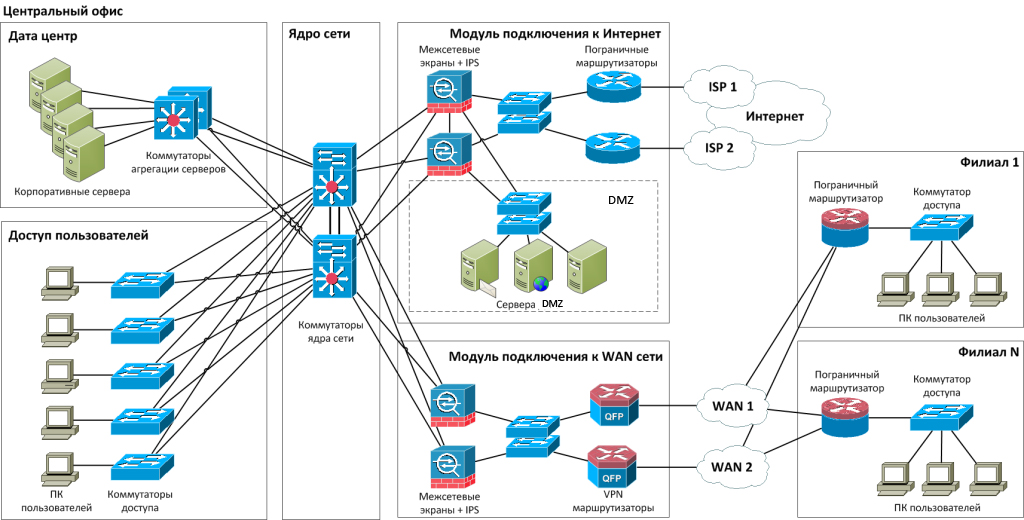 Центральный офис
Дата центр
Корпоративные сервера
Коммутаторы
агрегации серверов
Ядро сети
Коммутаторы
ядра сети
Модуль подключения к Интернет
Межсетевые
экраны + IPS
Пограничные
маршрутизаторы
ISP 1
Интернет
ISP 2
DMZ
Сервера DMZ
Доступ пользователей
ПК
пользователей
Коммутаторы
доступа
Модуль подключения к WAN сети
QFP
QFP
Межсетевые
экраны + IPS
VPN
маршрутизаторы
WAN 1
WAN 2
Филиал 1
Пограничный
маршрутизатор
Коммутатор
доступа
ПК пользователей
Филиал N
Пограничный
маршрутизатор
Коммутатор
доступа
ПК пользователей